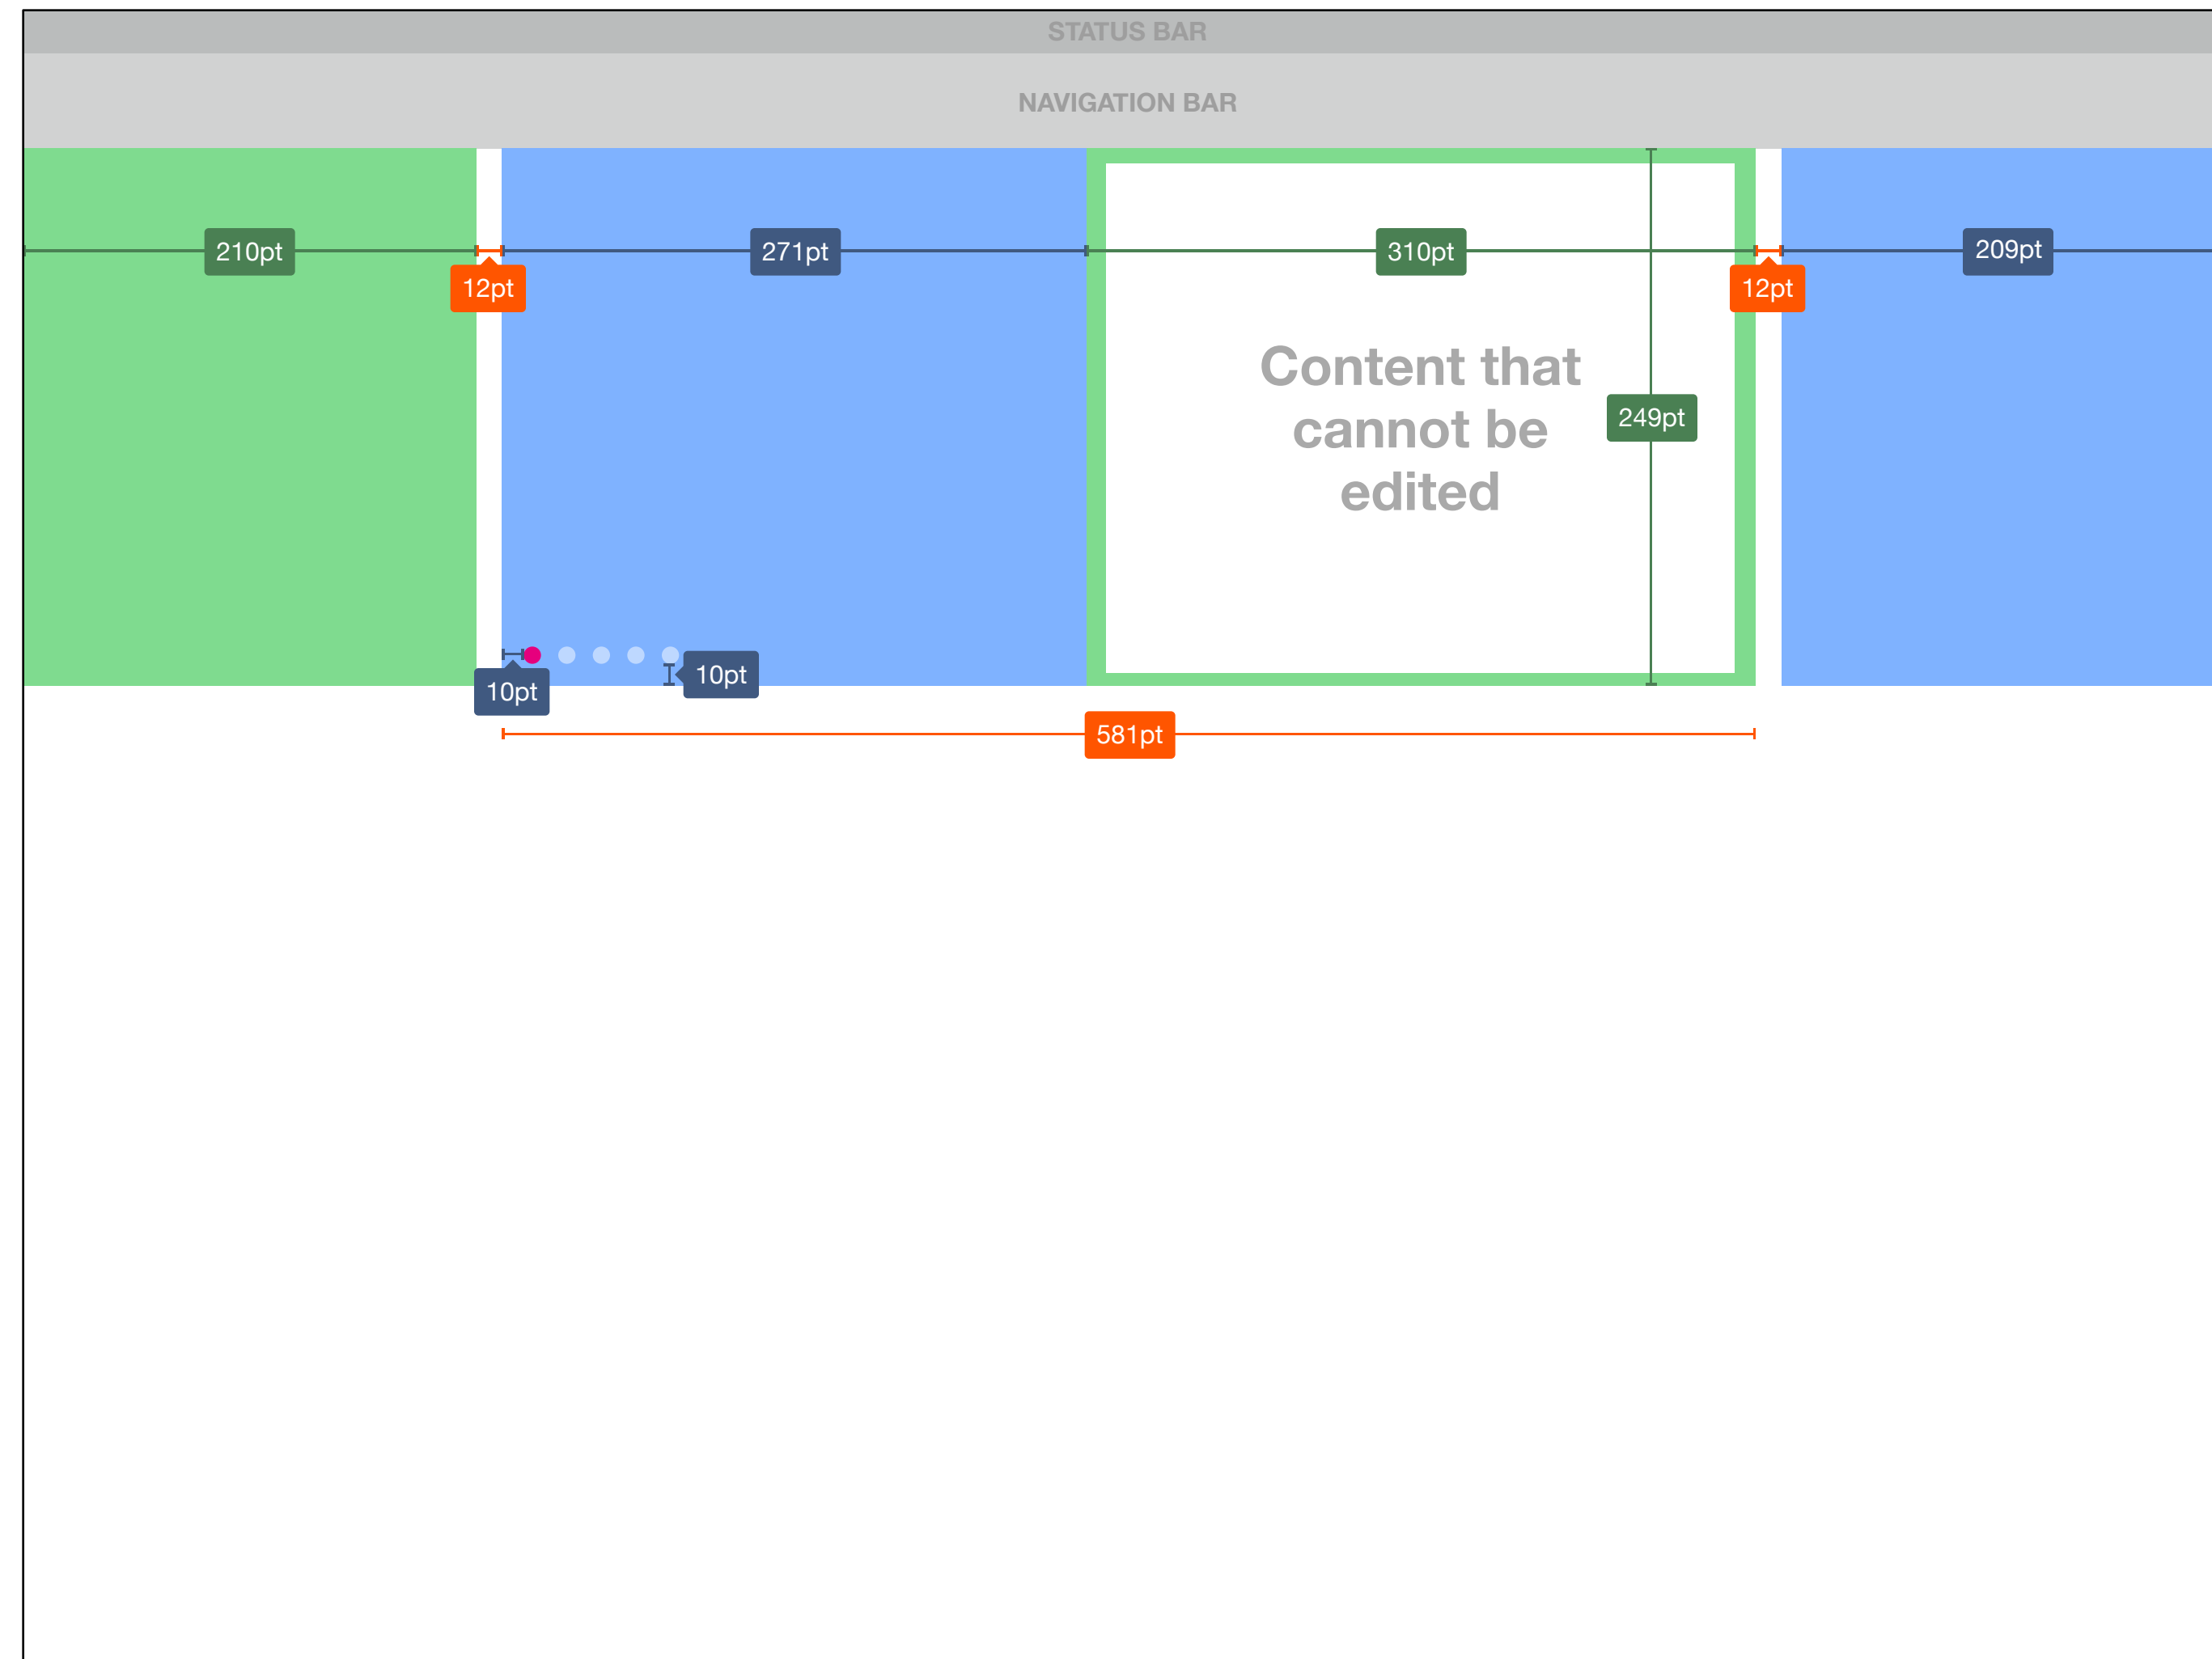 STATUS BAR
NAVIGATION BAR
210pt
12pt
271pt
310pt
12pt
209pt
Content that
cannot be
edited
249pt
10pt
10pt
581pt